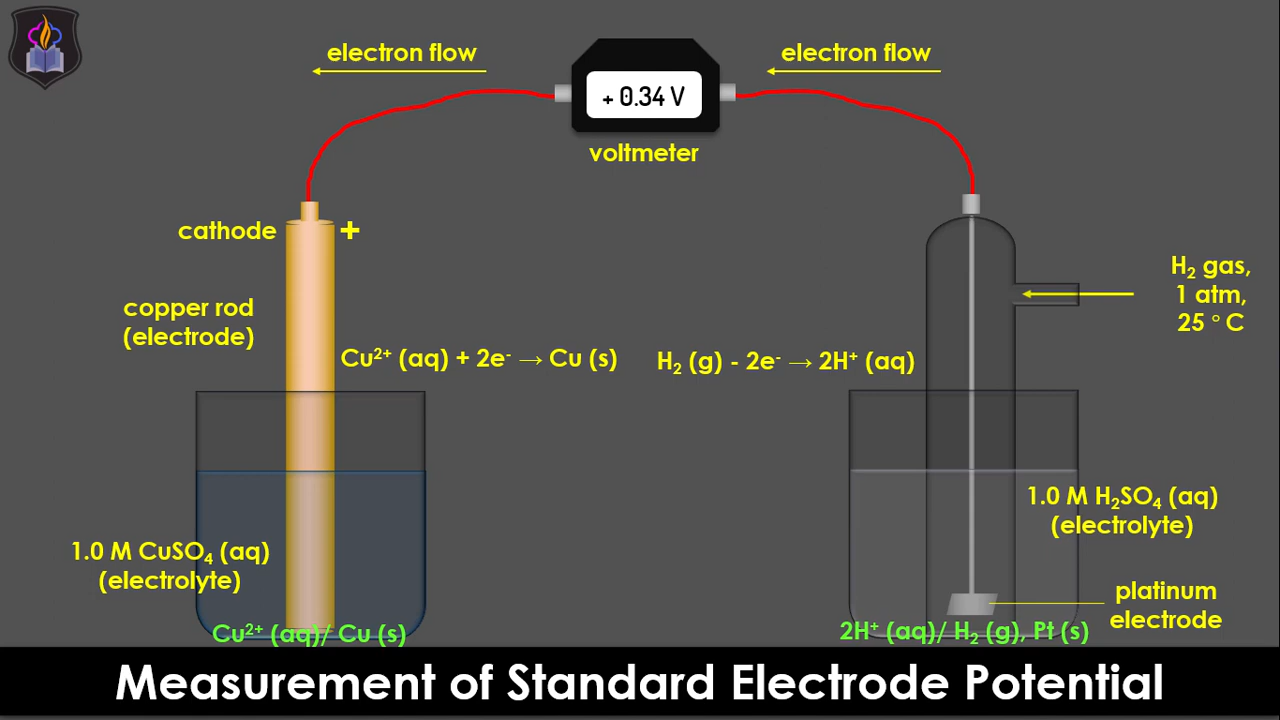 electron flow
electron flow
+ 0.34 V
voltmeter
cathode
+
copper rod
(electrode)
H₂ gas,
1 atm,
25 ° C
Cu²⁺ (aq) + 2e⁻ → Cu (s)
H₂ (g) - 2e⁻ → 2H⁺ (aq)
1.0 M H₂SO₄ (aq)
(electrolyte)
1.0 M CuSO₄ (aq)
(electrolyte)
platinum
electrode
Cu²⁺ (aq)/ Cu (s)
2H⁺ (aq)/ H₂ (g), Pt (s)
Measurement of Standard Electrode Potential